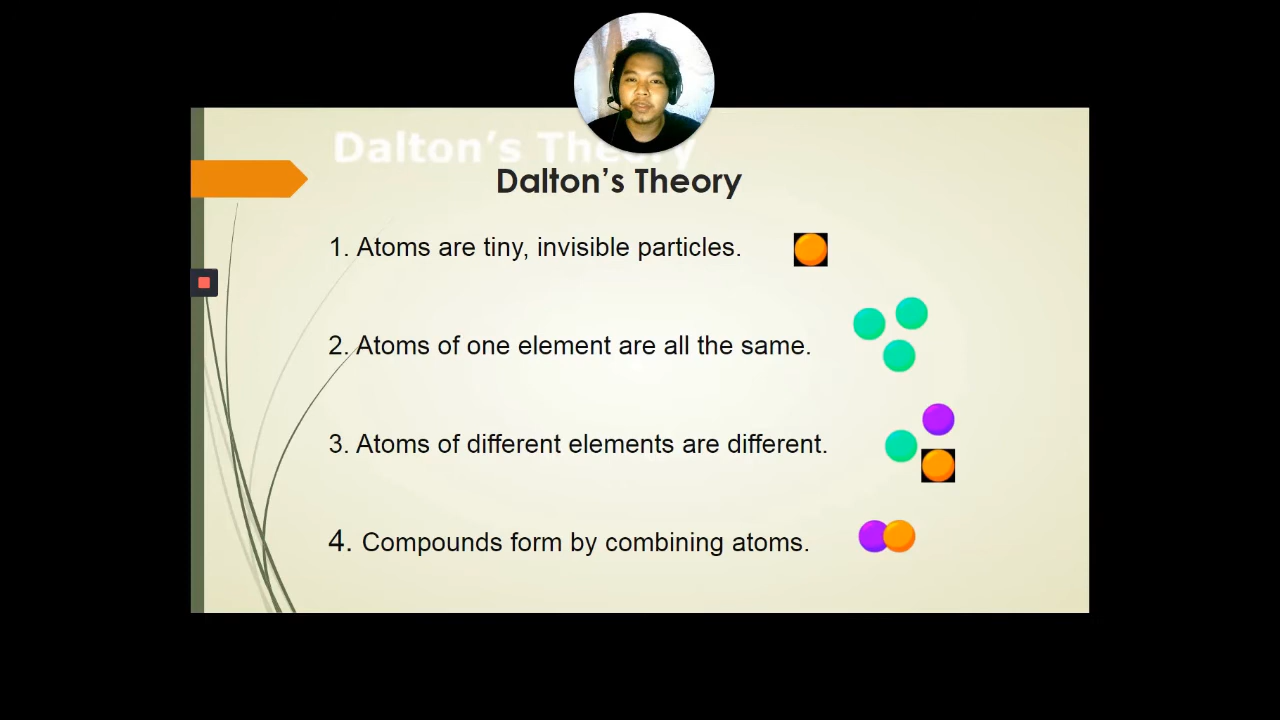 Dalton's Theory
Dalton’s Theory
1. Atoms are tiny, invisible particles.
2. Atoms of one element are all the same.
3. Atoms of different elements are different.
4. Compounds form by combining atoms.